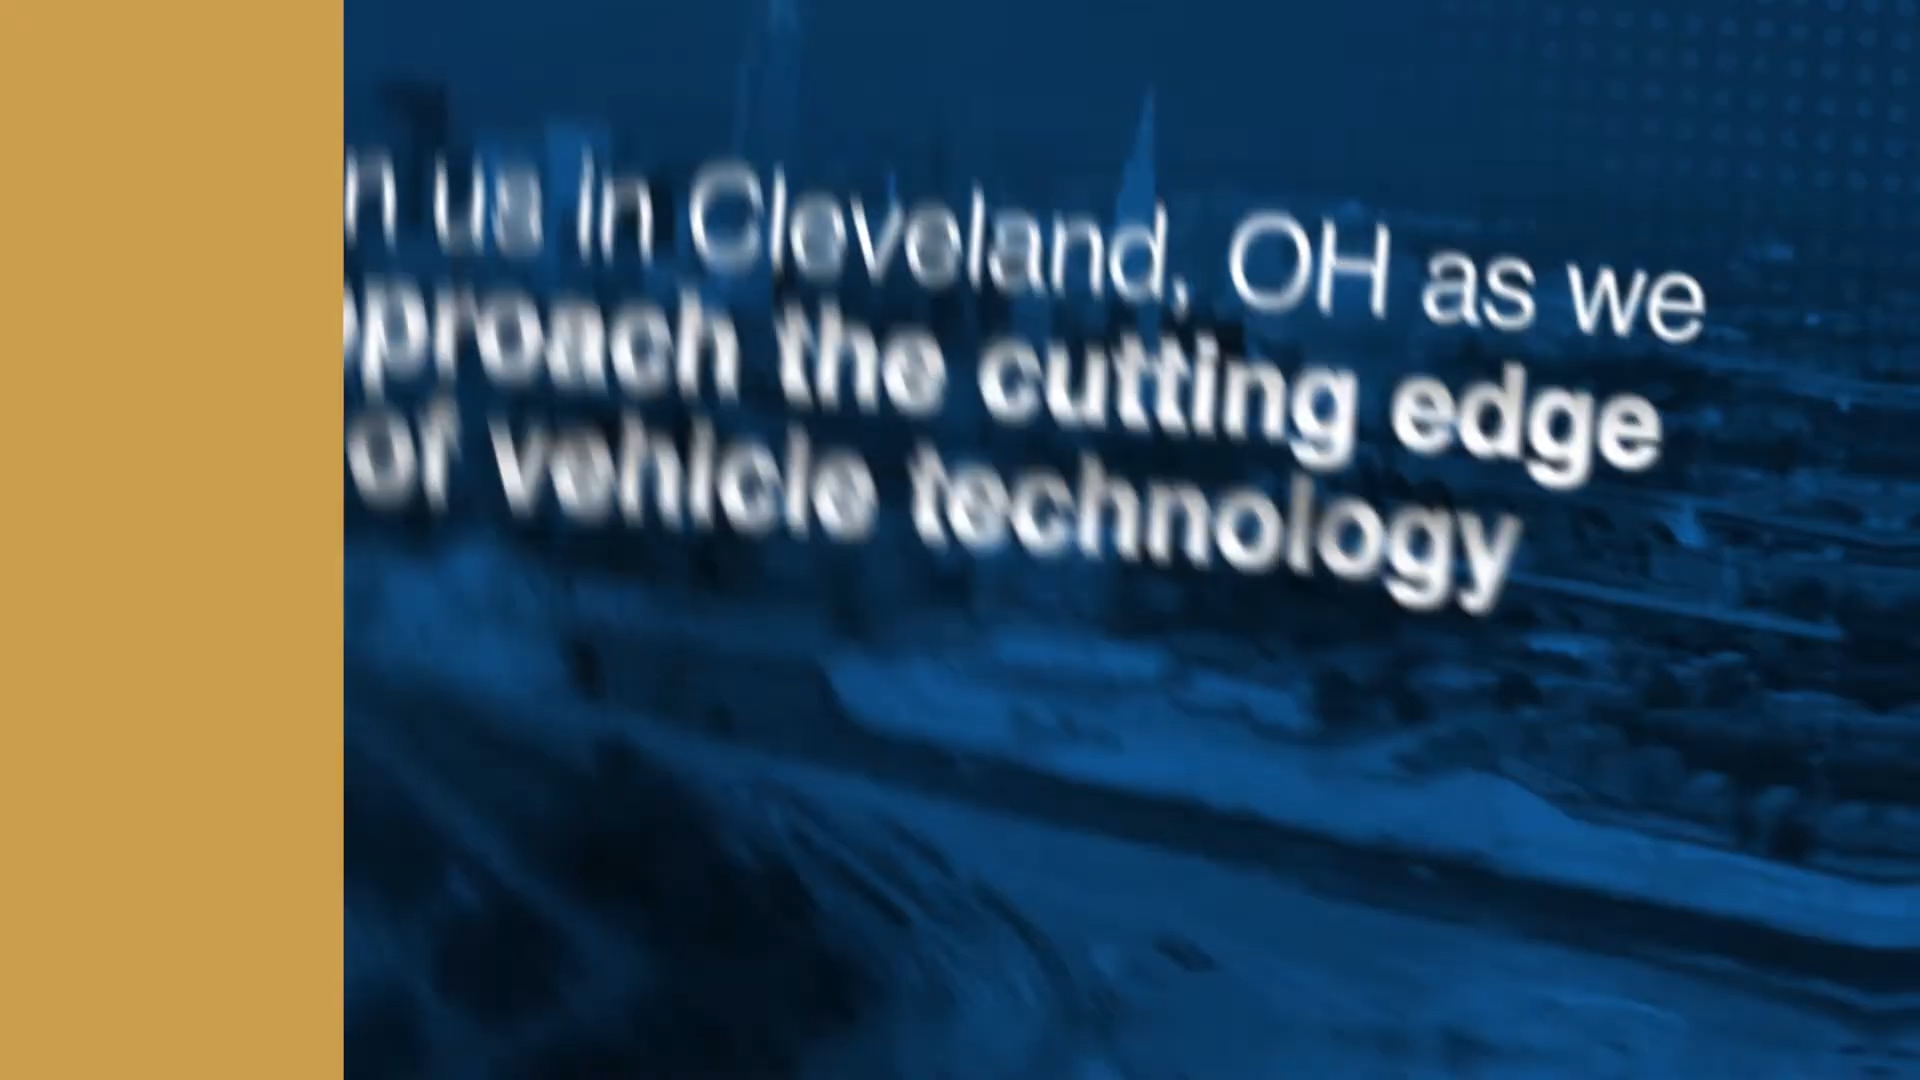 n us in Cleveland, OH as we
pproach the cutting edge
of vehicle technology